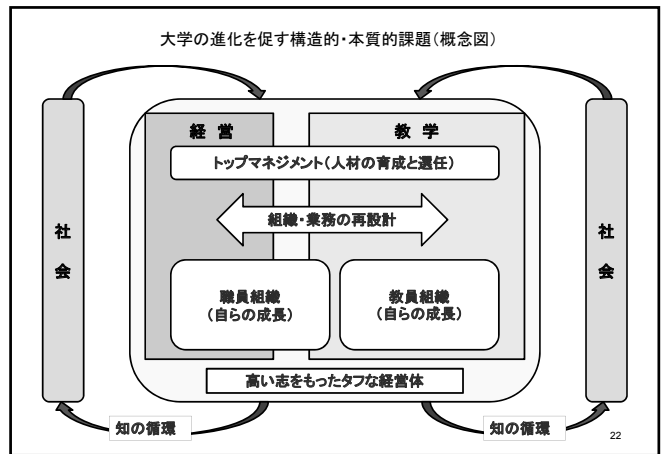 大学の進化を促す構造的・本質的課題（概念図）
経 営
教 学
トップマネジメント（人材の育成と選任）
組織・業務の再設計
社
会
社
会
職員組織
（自らの成長）
教員組織
（自らの成長）
高い志をもったタフな経営体
知の循環
知の循環
22